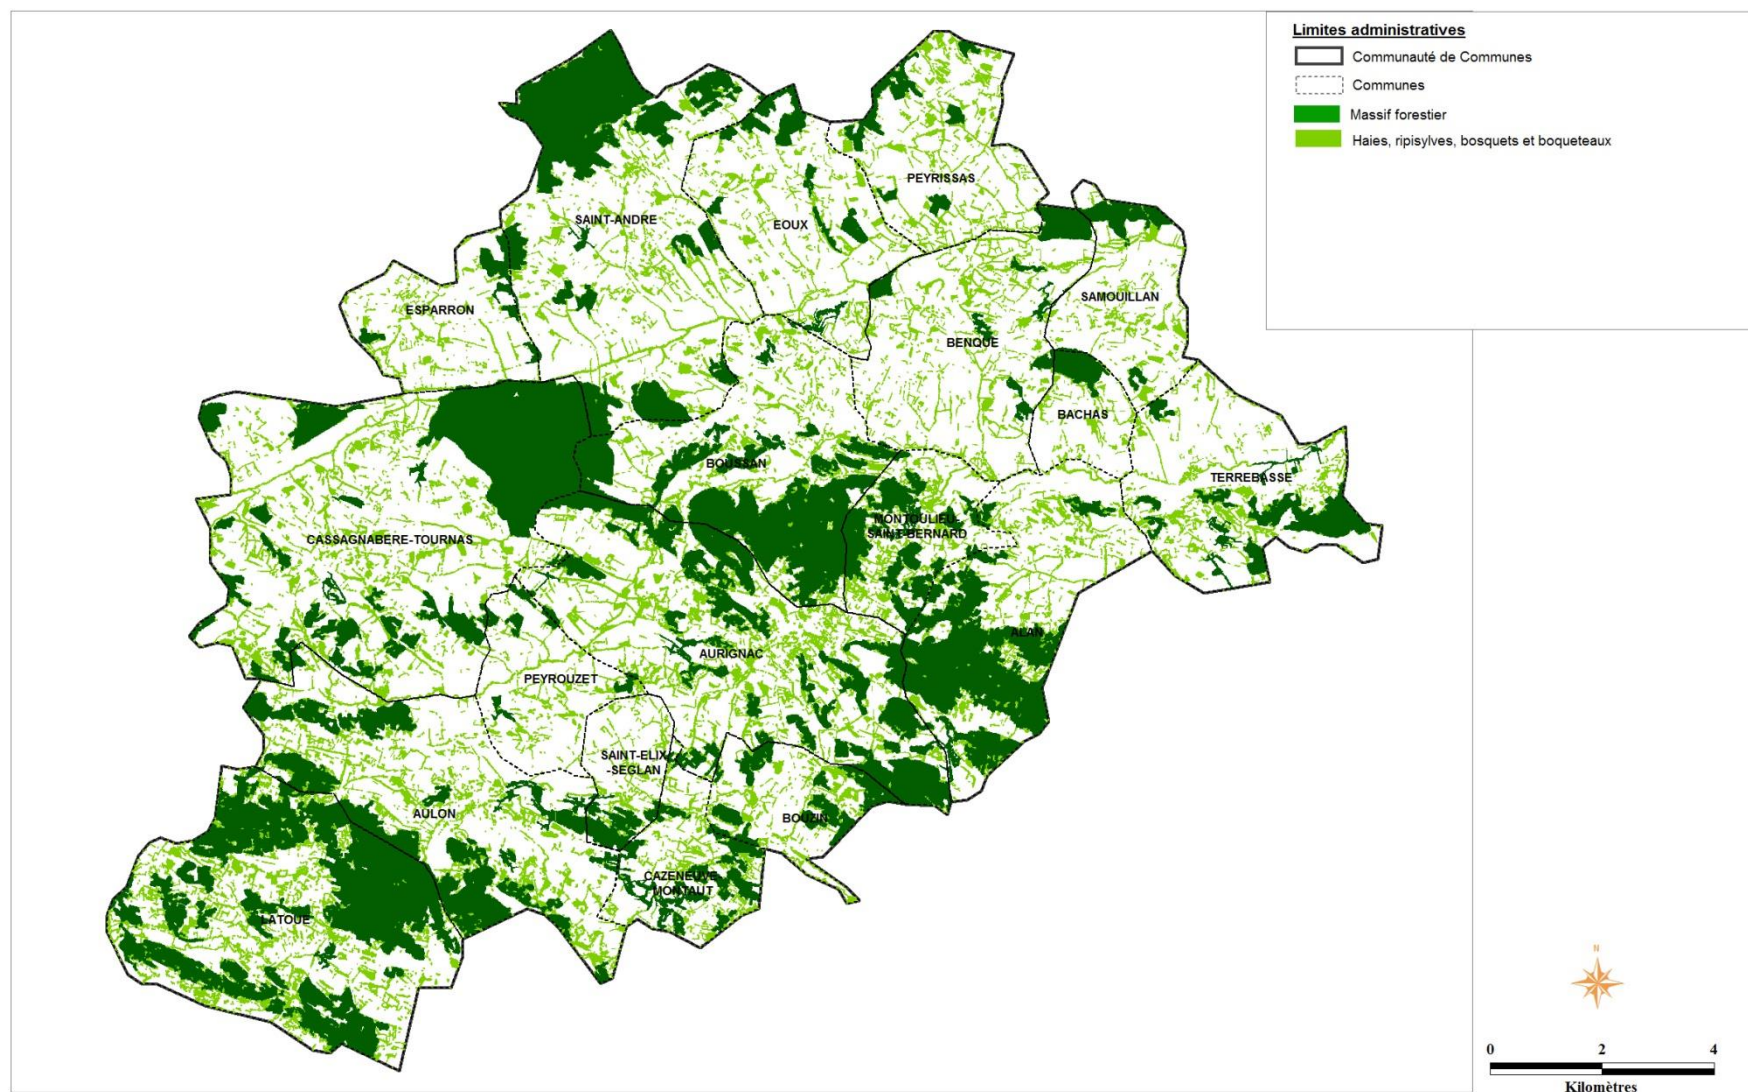 Limites administratives
Communauté de Communes
Communes
Massif forestier
Haies, ripisylves, bosquets et boqueteaux
PEYRISSAS
SAINT-ANDRE
EOUX
SAMOUILLAN
ESPARRON
BENQUE
BACHAS
BOUSSAN
TERREBASSE
MONTOULIEU-
SAINT-BERNARD
CASSAGNABERE-TOURNAS
ALAN
AURIGNAC
PEYROUZET
SAINT-ELIX
-SEGLAN
AULON
BOUZIN
CAZENEUVE-
MONTAUT
LATOUE
N
0 2 4
Kilomètres